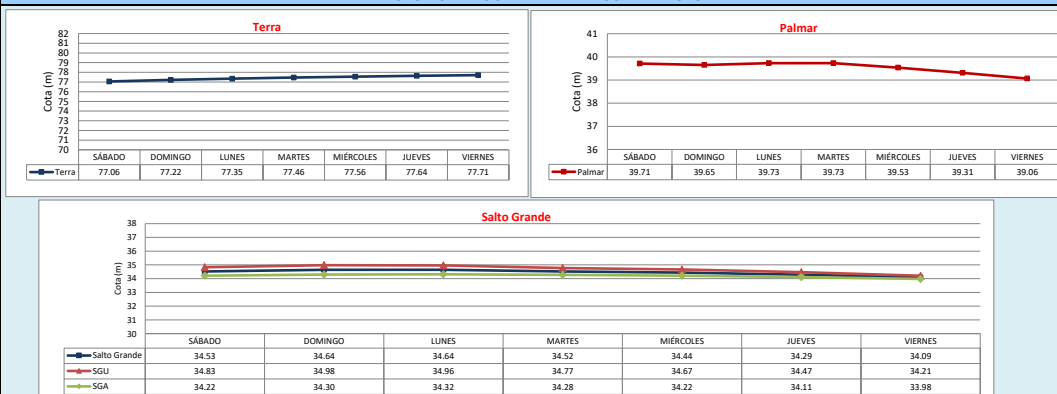 Terra
Cota (m)
82
81
80
79
78
77
76
75
74
73
72
71
70
SÁBADO DOMINGO LUNES MARTES MIÉRCOLES JUEVES VIERNES
Terra 77.06 77.22 77.35 77.46 77.56 77.64 77.71
Palmar
Cota (m)
41
40
39
38
37
36
SÁBADO DOMINGO LUNES MARTES MIÉRCOLES JUEVES VIERNES
Palmar 39.71 39.65 39.73 39.73 39.53 39.31 39.06
Salto Grande
Cota (m)
38
37
36
35
34
33
32
31
30
SÁBADO DOMINGO LUNES MARTES MIÉRCOLES JUEVES VIERNES
Salto Grande 34.53 34.64 34.64 34.52 34.44 34.29 34.09
SGU 34.83 34.98 34.96 34.77 34.67 34.47 34.21
SGA 34.22 34.30 34.32 34.28 34.22 34.11 33.98